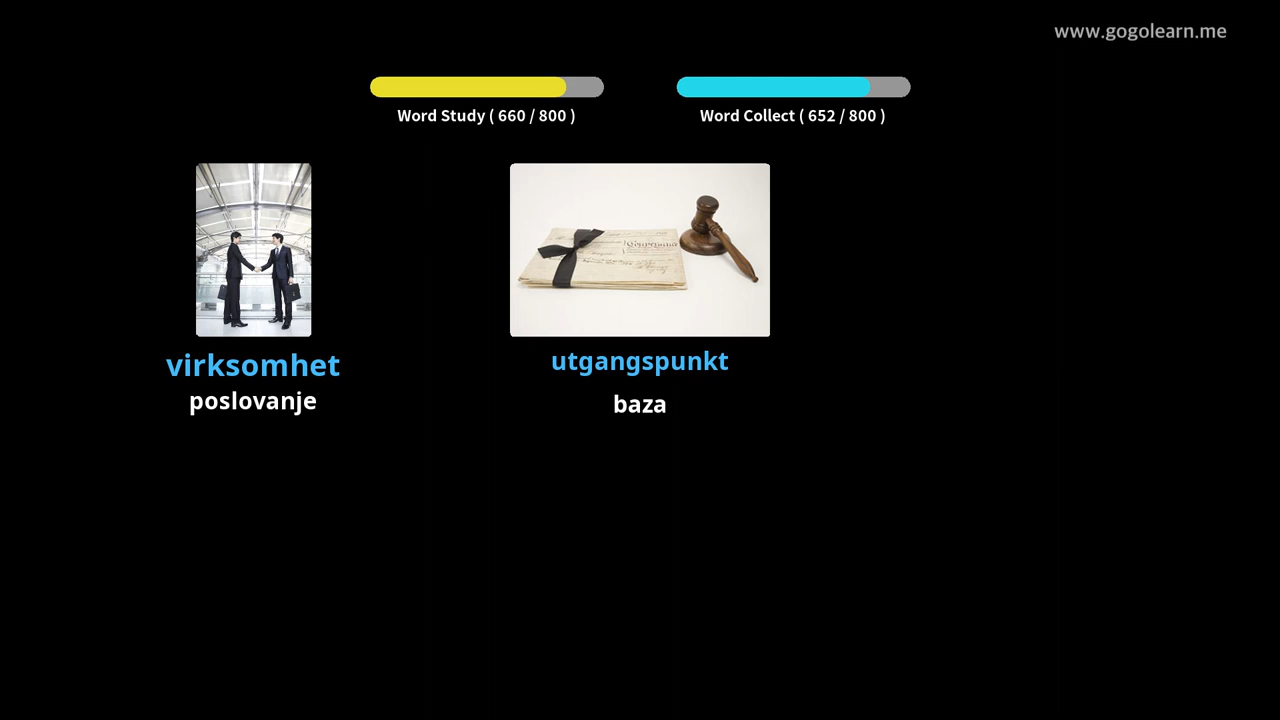 www.gogolearn.me
Word Study ( 660 / 800 )
Word Collect ( 652 / 800 )
virksomhet
poslovanje
utgangspunkt
baza